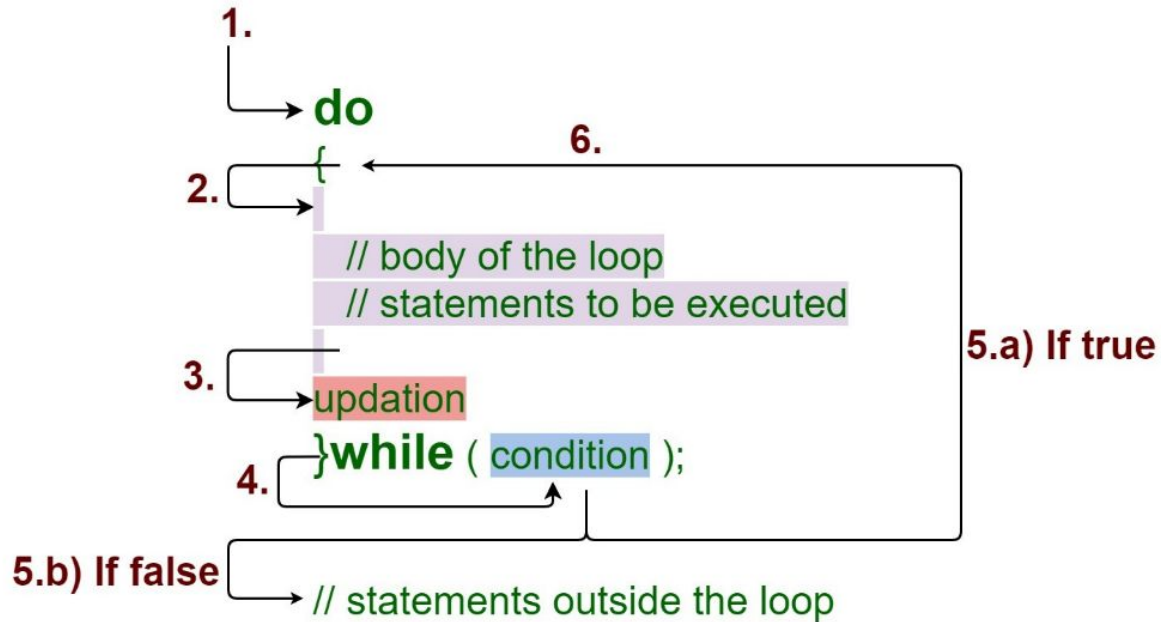 1.
do
6.
{
2.
// body of the loop
// statements to be executed
5.a) If true
3.
updation
}while ( condition );
4.
5.b) If false
// statements outside the loop